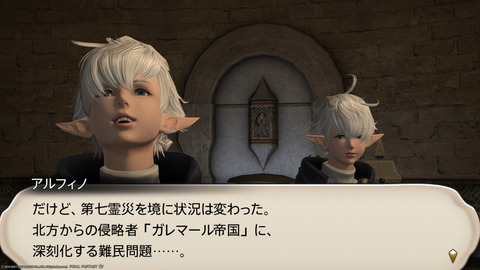 アルフィノ
だけど、第七霊災を境に状況は変わった。
北方からの侵略者「ガレマール帝国」に、
深刻化する難民問題……。